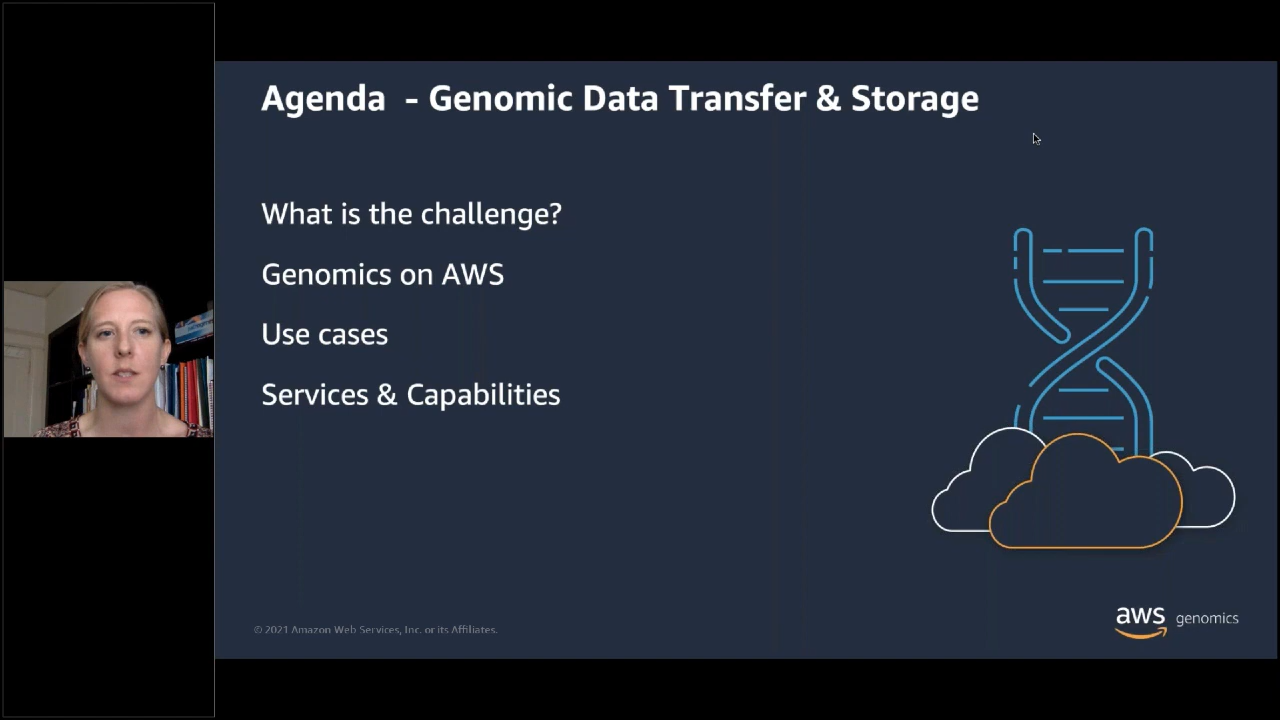 Agenda - Genomic Data Transfer & Storage
What is the challenge?
Genomics on AWS
Use cases
Services & Capabilities
© 2021 Amazon Web Services, Inc. or its Affiliates.
aws genomics